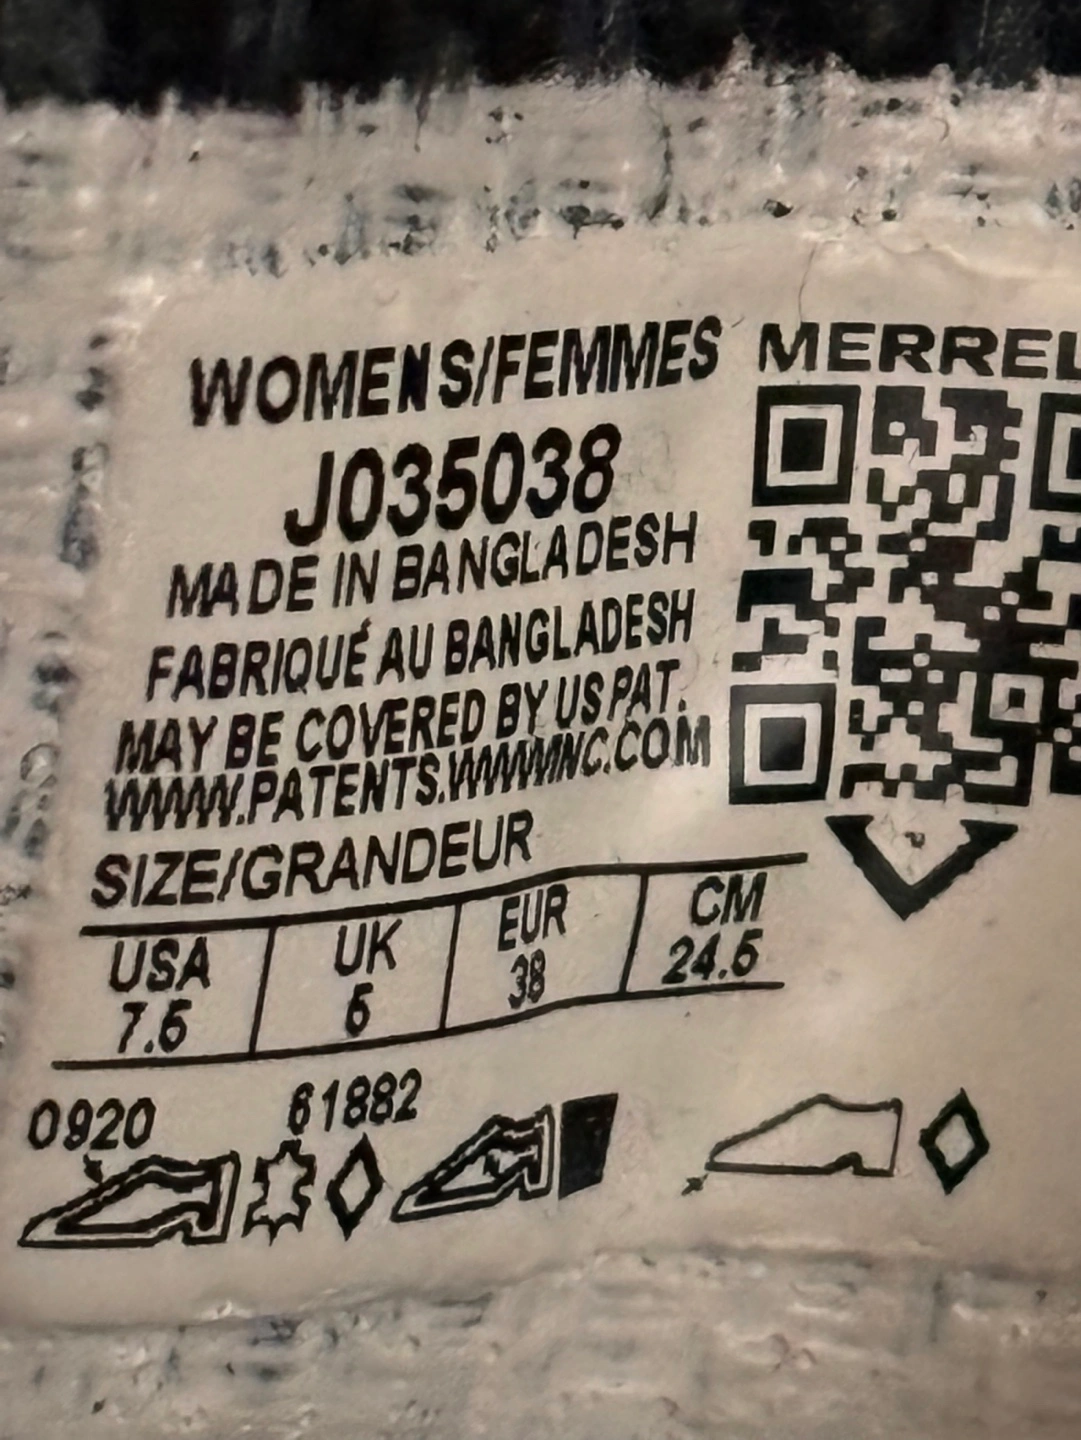 WOMENS/FEMMES
J035038
MADE IN BANGLADESH
FABRIQUÉ AU BANGLADESH
MAY BE COVERED BY US PAT.
WWW.PATENTS.WWWINC.COM
SIZE/GRANDEUR
USA UK EUR CM
7.5 5 38 24.5
0920 61882
MERREL